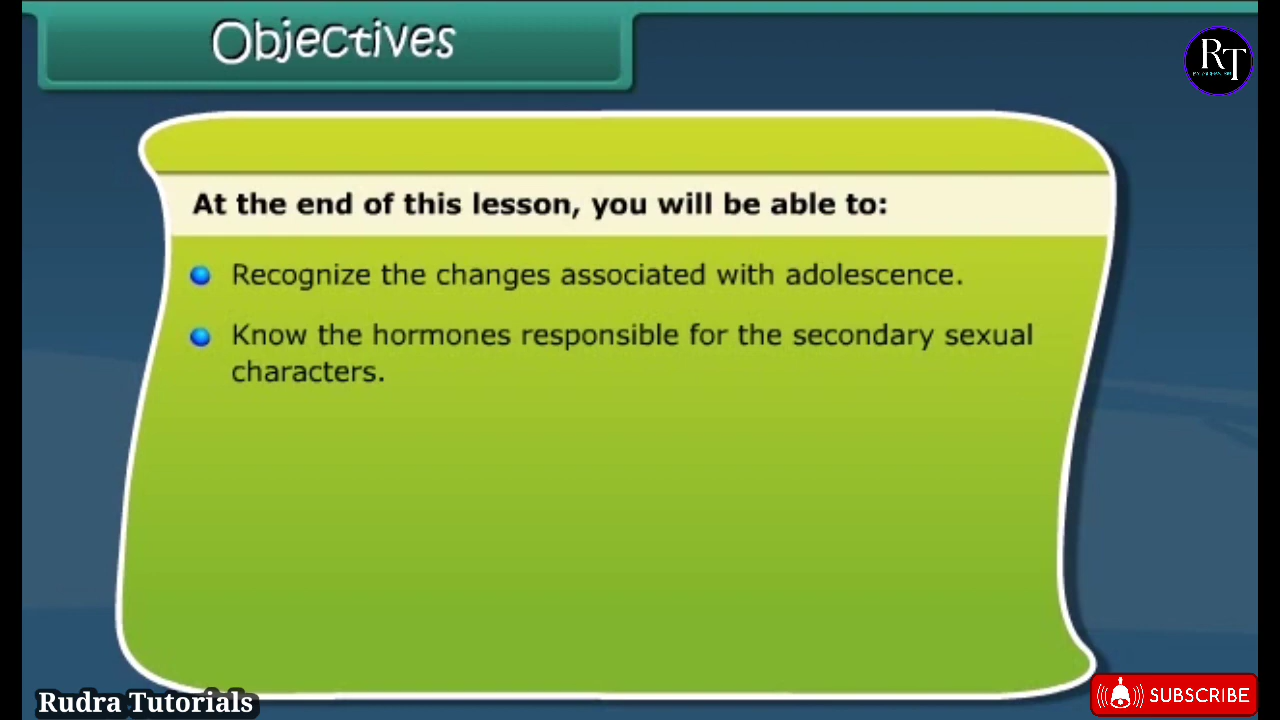 Objectives
RT
At the end of this lesson, you will be able to:
Recognize the changes associated with adolescence.
Know the hormones responsible for the secondary sexual
characters.
Rudra Tutorials
SUBSCRIBE